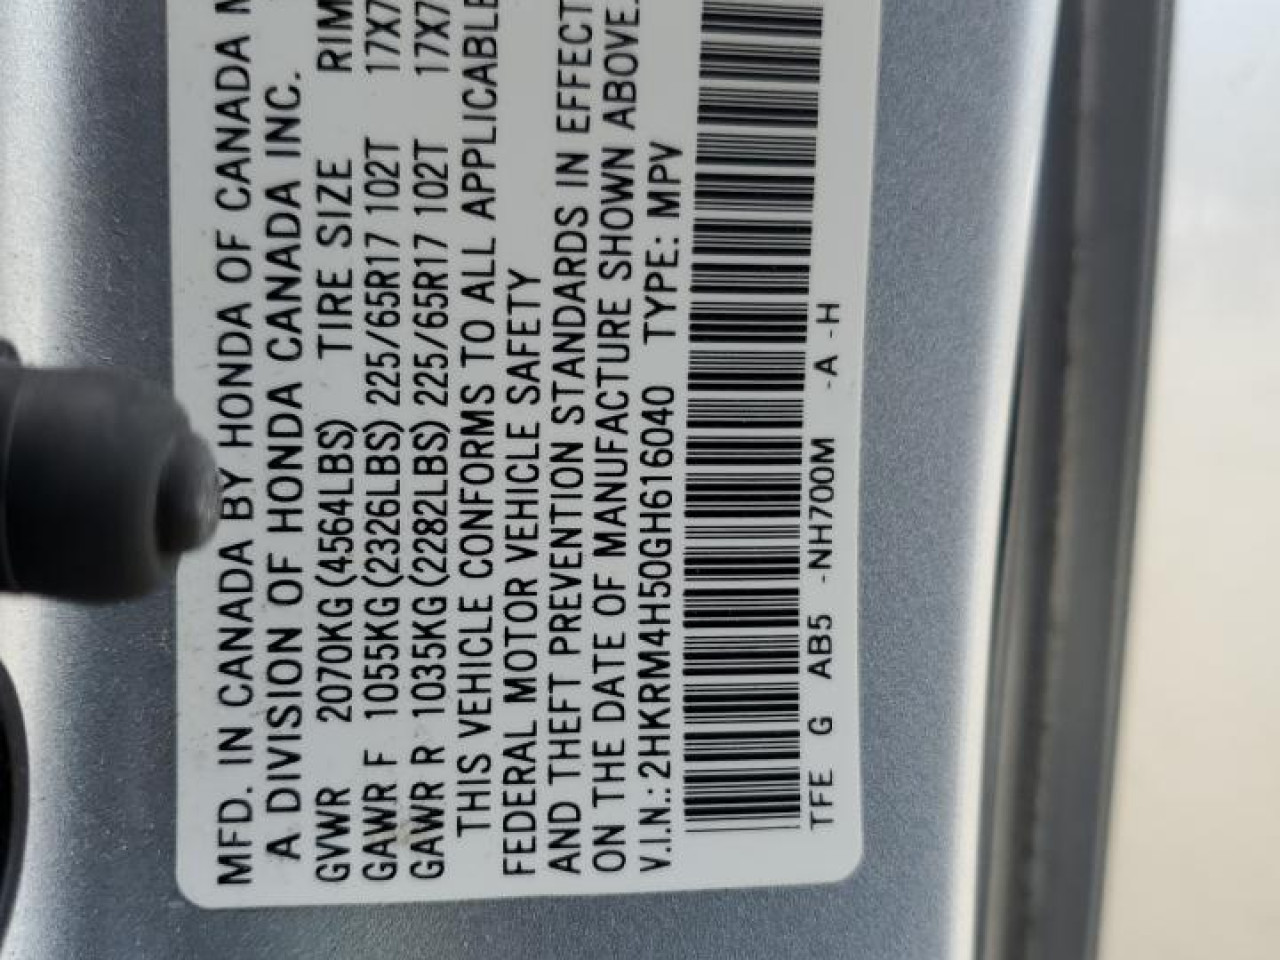 MFD. IN CANADA BY HONDA OF CANADA
A DIVISION OF HONDA CANADA INC.
GVWR 2070KG(4564LBS) TIRE SIZE RIM
GAWR F 1055KG(2326LBS) 225/65R17 102T 17X7
GAWR R 1035KG(2282LBS) 225/65R17 102T 17X7
THIS VEHICLE CONFORMS TO ALL APPLICABLE
FEDERAL MOTOR VEHICLE SAFETY
AND THEFT PREVENTION STANDARDS IN EFFECT
ON THE DATE OF MANUFACTURE SHOWN ABOVE.
V.I.N.: 2HKRM4H50GH616040 TYPE: MPV
TFE G AB5 -NH700M -A -H